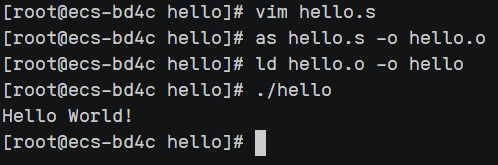 [root@ecs-bd4c hello]# vim hello.s
[root@ecs-bd4c hello]# as hello.s -o hello.o
[root@ecs-bd4c hello]# ld hello.o -o hello
[root@ecs-bd4c hello]# ./hello
Hello World!
[root@ecs-bd4c hello]#